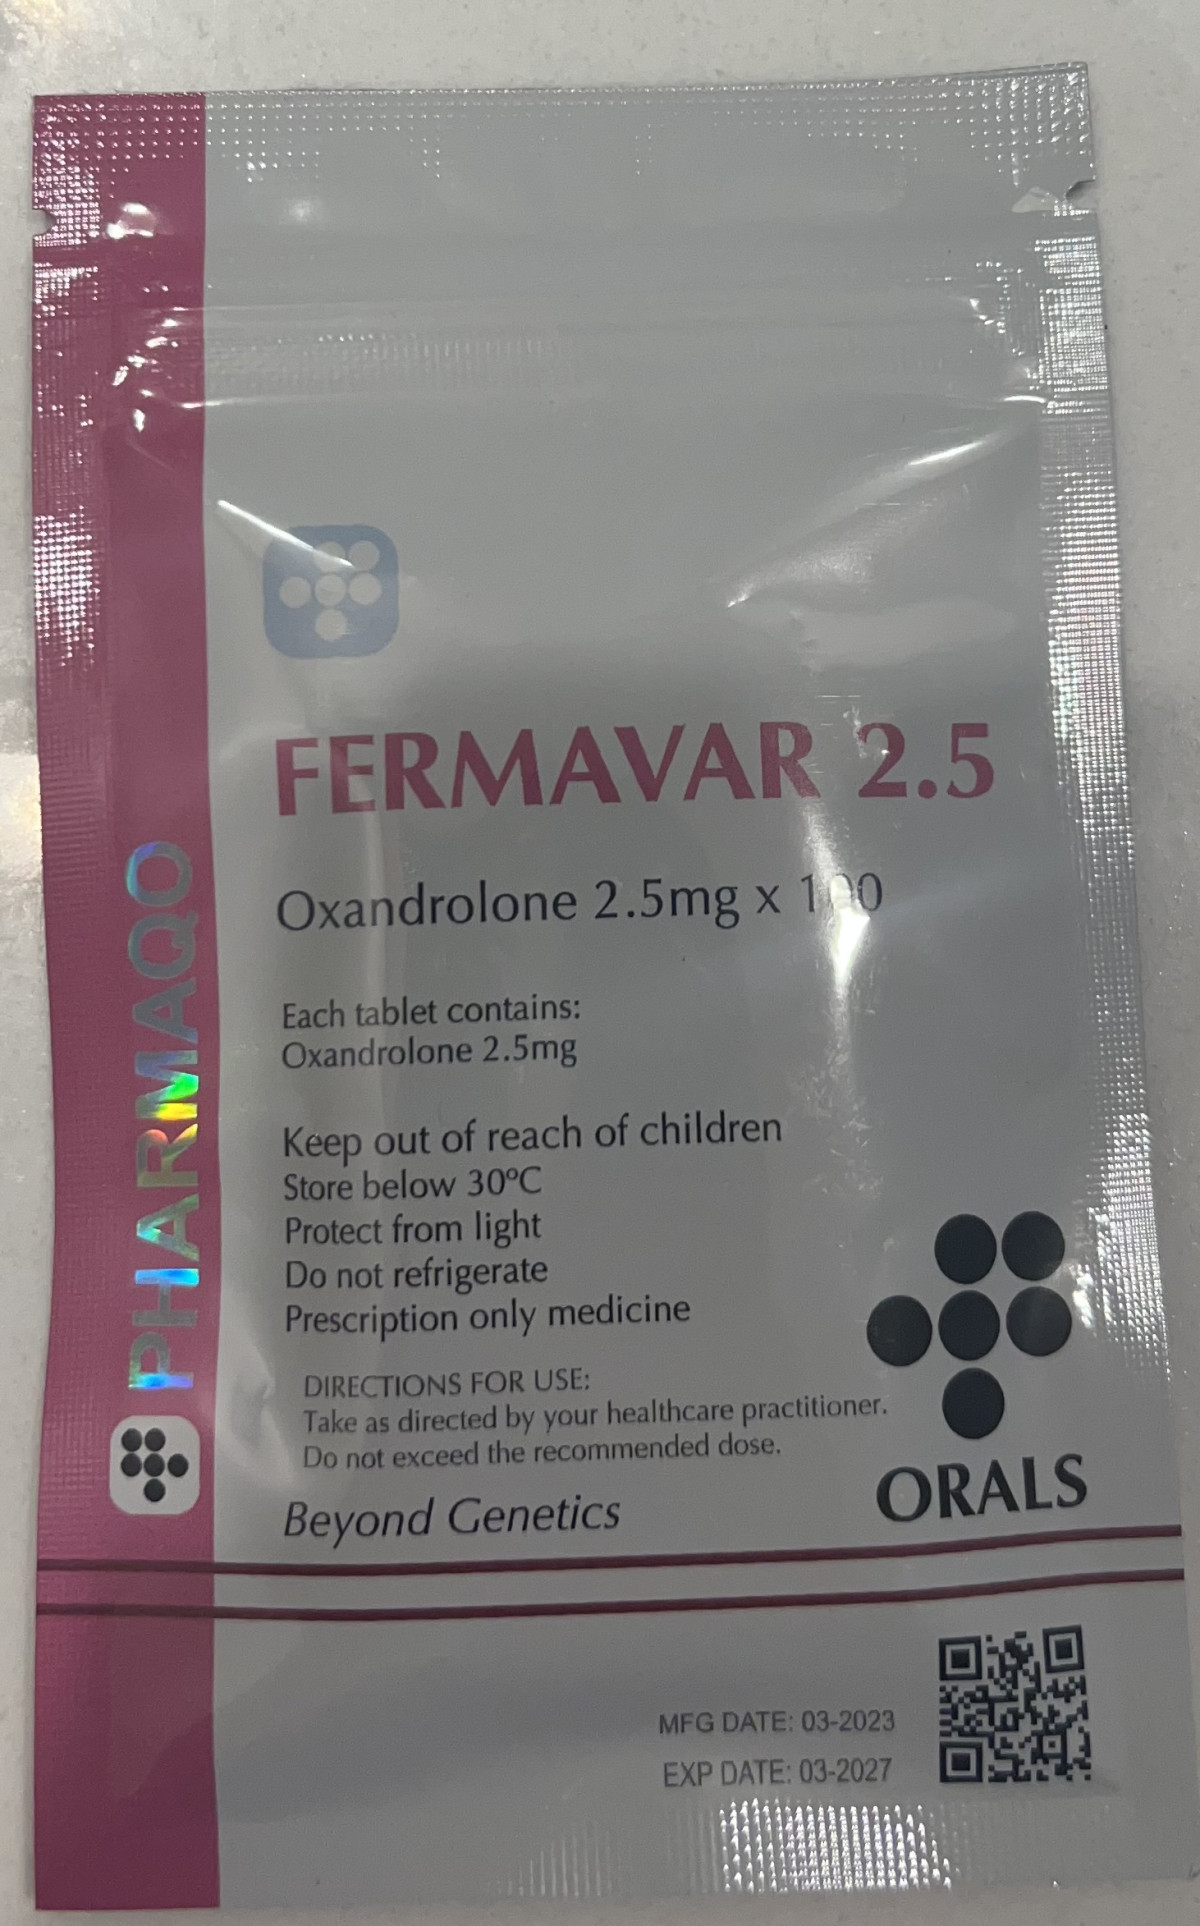 PHARMAQO
FERMAVAR 2.5
Oxandrolone 2.5mg x 100
Each tablet contains:
Oxandrolone 2.5mg
Keep out of reach of children
Store below 30ºC
Protect from light
Do not refrigerate
Prescription only medicine
DIRECTIONS FOR USE:
Take as directed by your healthcare practitioner.
Do not exceed the recommended dose.
Beyond Genetics
ORALS
MFG DATE: 03-2023
EXP DATE: 03-2027